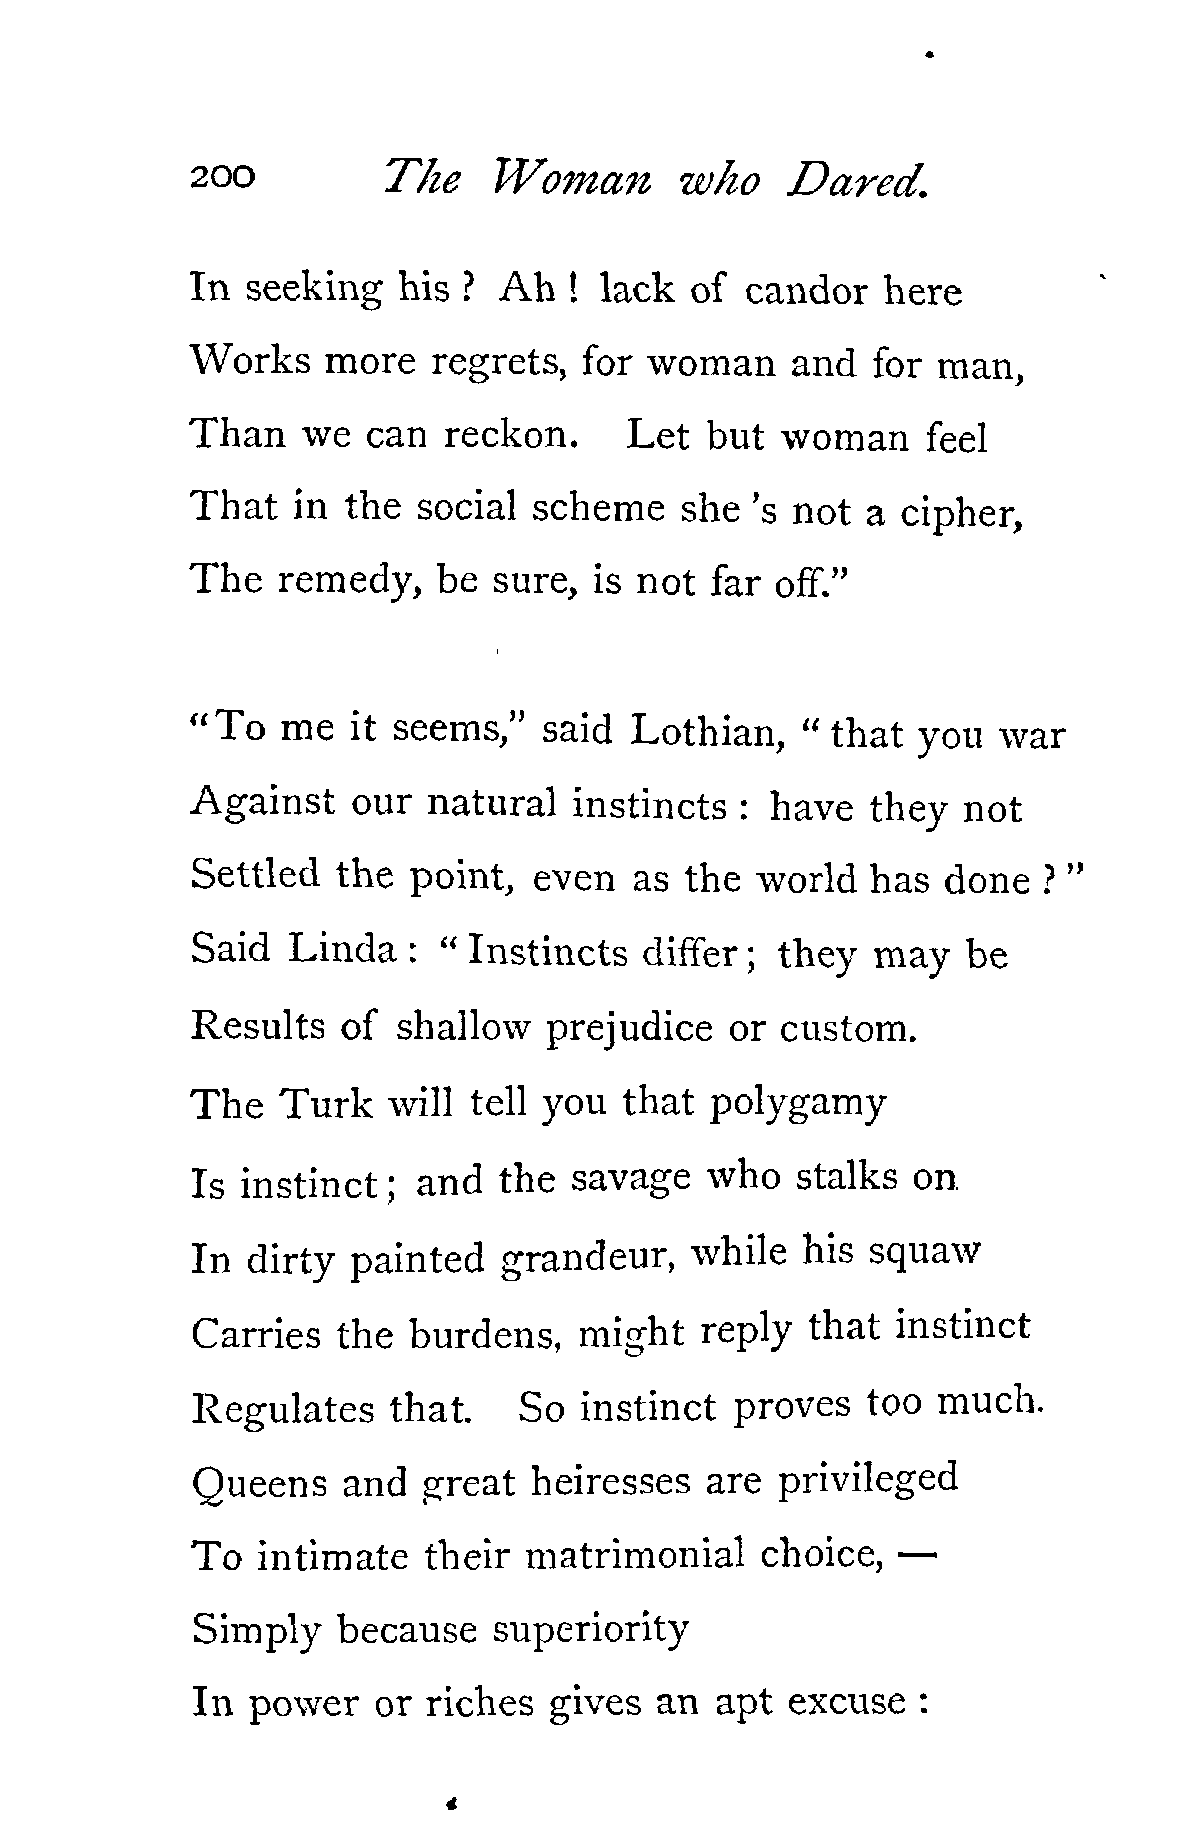 200 The Woman who Dared.
In seeking his ? Ah ! lack of candor here
Works more regrets, for woman and for man,
Than we can reckon. Let but woman feel
That in the social scheme she 's not a cipher,
The remedy, be sure, is not far off."
"To me it seems," said Lothian, " that you war
Against our natural instincts : have they not
Settled the point, even as the world has done ? "
Said Linda : " Instincts differ ; they may be
Results of shallow prejudice or custom.
The Turk will tell you that polygamy
Is instinct ; and the savage who stalks on
In dirty painted grandeur, while his squaw
Carries the burdens, might reply that instinct
Regulates that. So instinct proves too much.
Queens and great heiresses are privileged
To intimate their matrimonial choice, —
Simply because superiority
In power or riches gives an apt excuse :